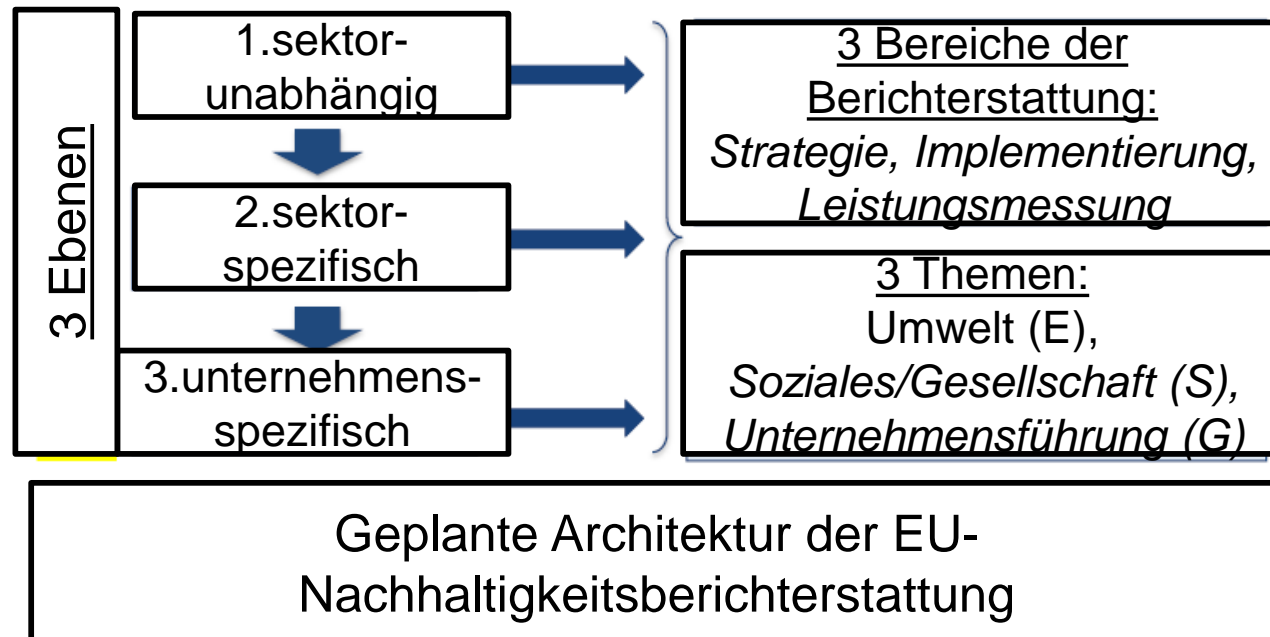 3 Ebenen
1.sektor-
unabhängig
2.sektor-
spezifisch
3.unternehmens-
spezifisch
3 Bereiche der
Berichterstattung:
Strategie, Implementierung,
Leistungsmessung
3 Themen:
Umwelt (E),
Soziales/Gesellschaft (S),
Unternehmensführung (G)
Geplante Architektur der EU-
Nachhaltigkeitsberichterstattung